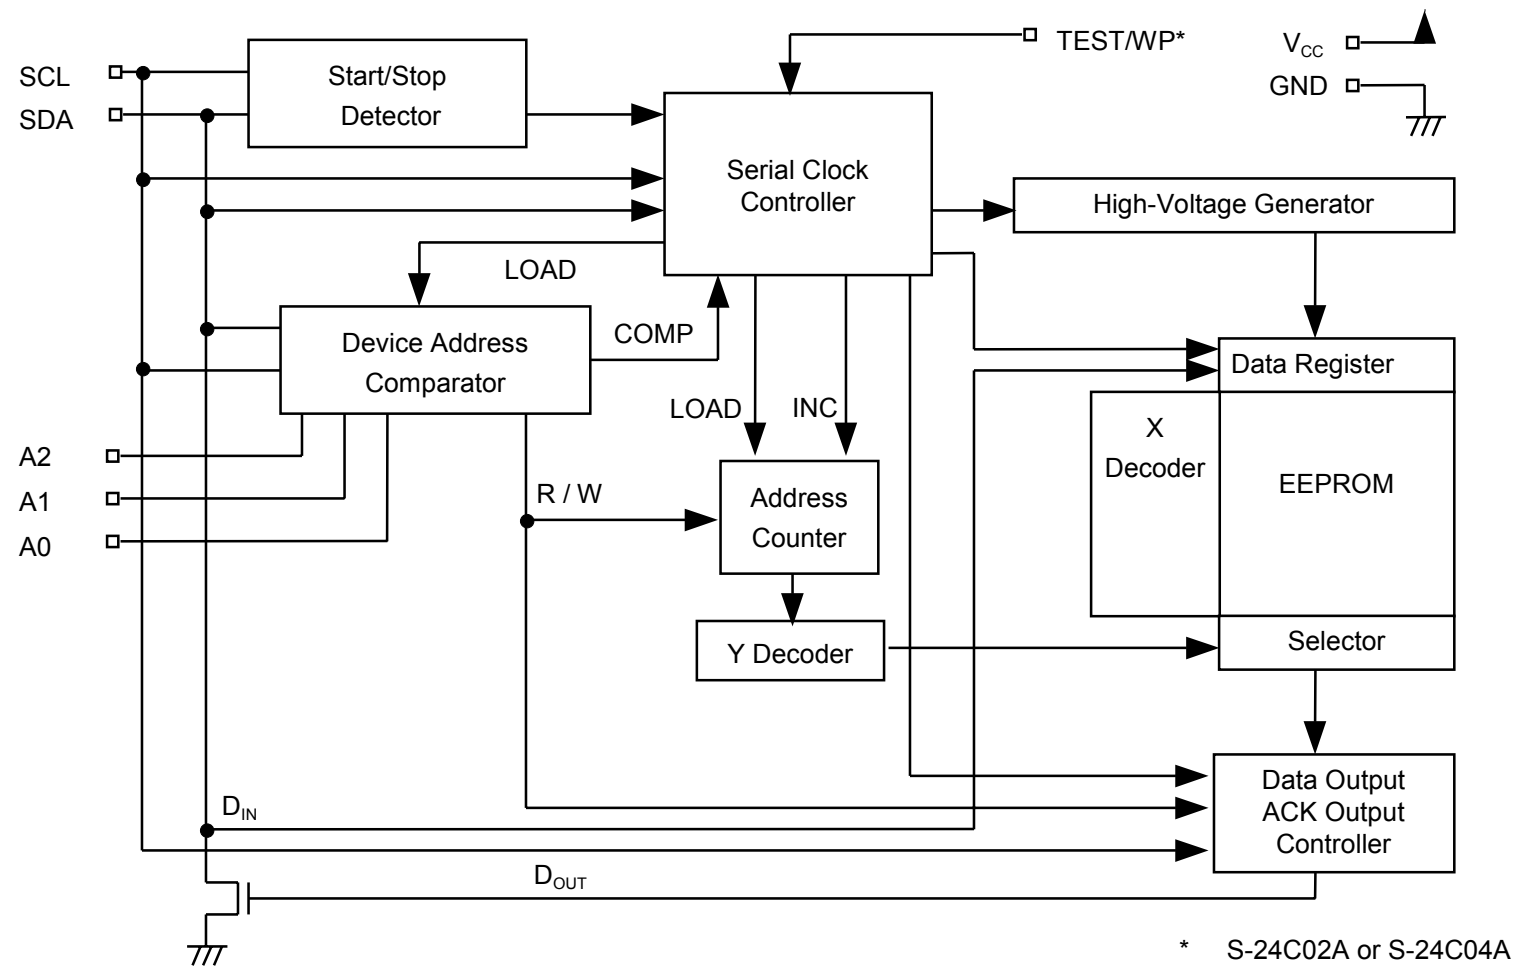 TEST/WP*
VCC
GND
SCL
SDA
Start/Stop
Detector
Serial Clock
Controller
High-Voltage Generator
LOAD
COMP
Device Address
Comparator
Data Register
LOAD
INC
X
Decoder
EEPROM
A2
A1
A0
R / W
Address
Counter
Y Decoder
Selector
DIN
Data Output
ACK Output
Controller
DOUT
* S-24C02A or S-24C04A